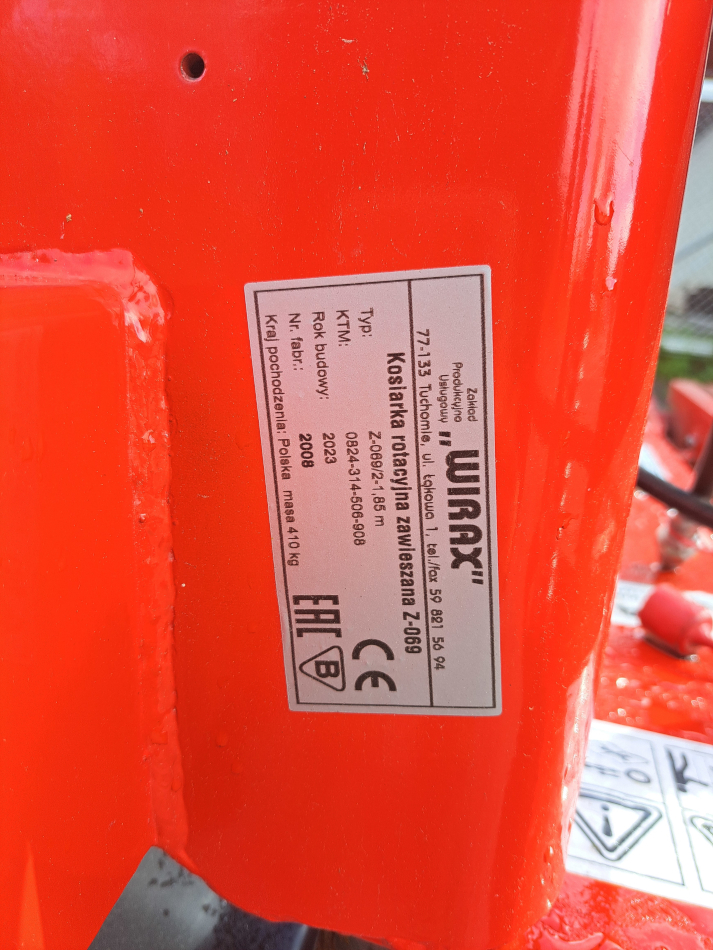 Zakład
Produkcyjno
Usługowy
"WIRAX"
77-133 Tuchomie, ul. Łąkowa 1, tel./fax 59 821 56 94
Kosiarka rotacyjna zawieszana Z-069
Typ: Z-069/2-1,85 m
KTM: 0824-314-506-908
Rok budowy: 2023
Nr. fabr.: 2008
Kraj pochodzenia: Polska masa 410 kg
CE
EAC
B